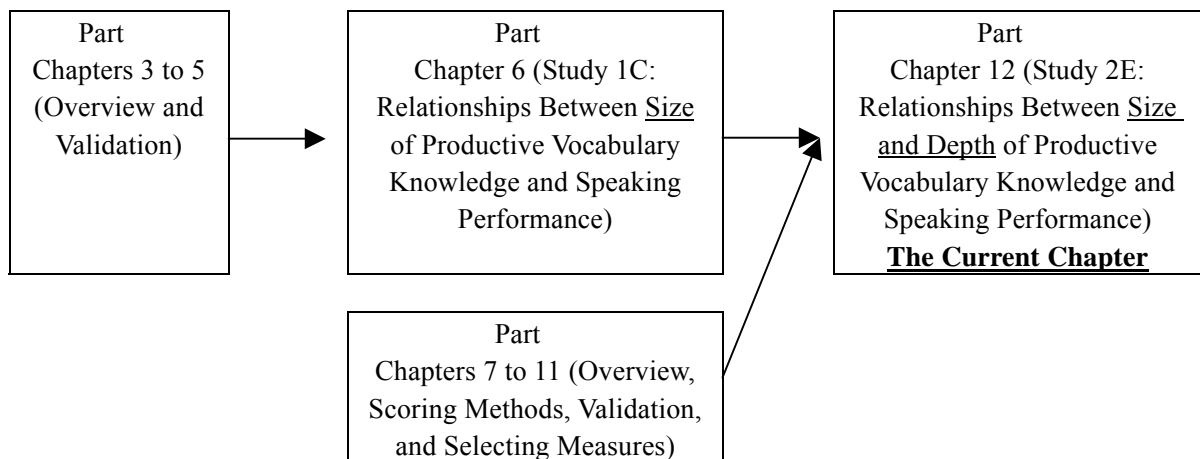 Part
Chapters 3 to 5
(Overview and
Validation)
Part
Chapter 6 (Study 1C:
Relationships Between Size
of Productive Vocabulary
Knowledge and Speaking
Performance)
Part
Chapter 12 (Study 2E:
Relationships Between Size
and Depth of Productive
Vocabulary Knowledge and
Speaking Performance)
The Current Chapter
Part
Chapters 7 to 11 (Overview,
Scoring Methods, Validation,
and Selecting Measures)